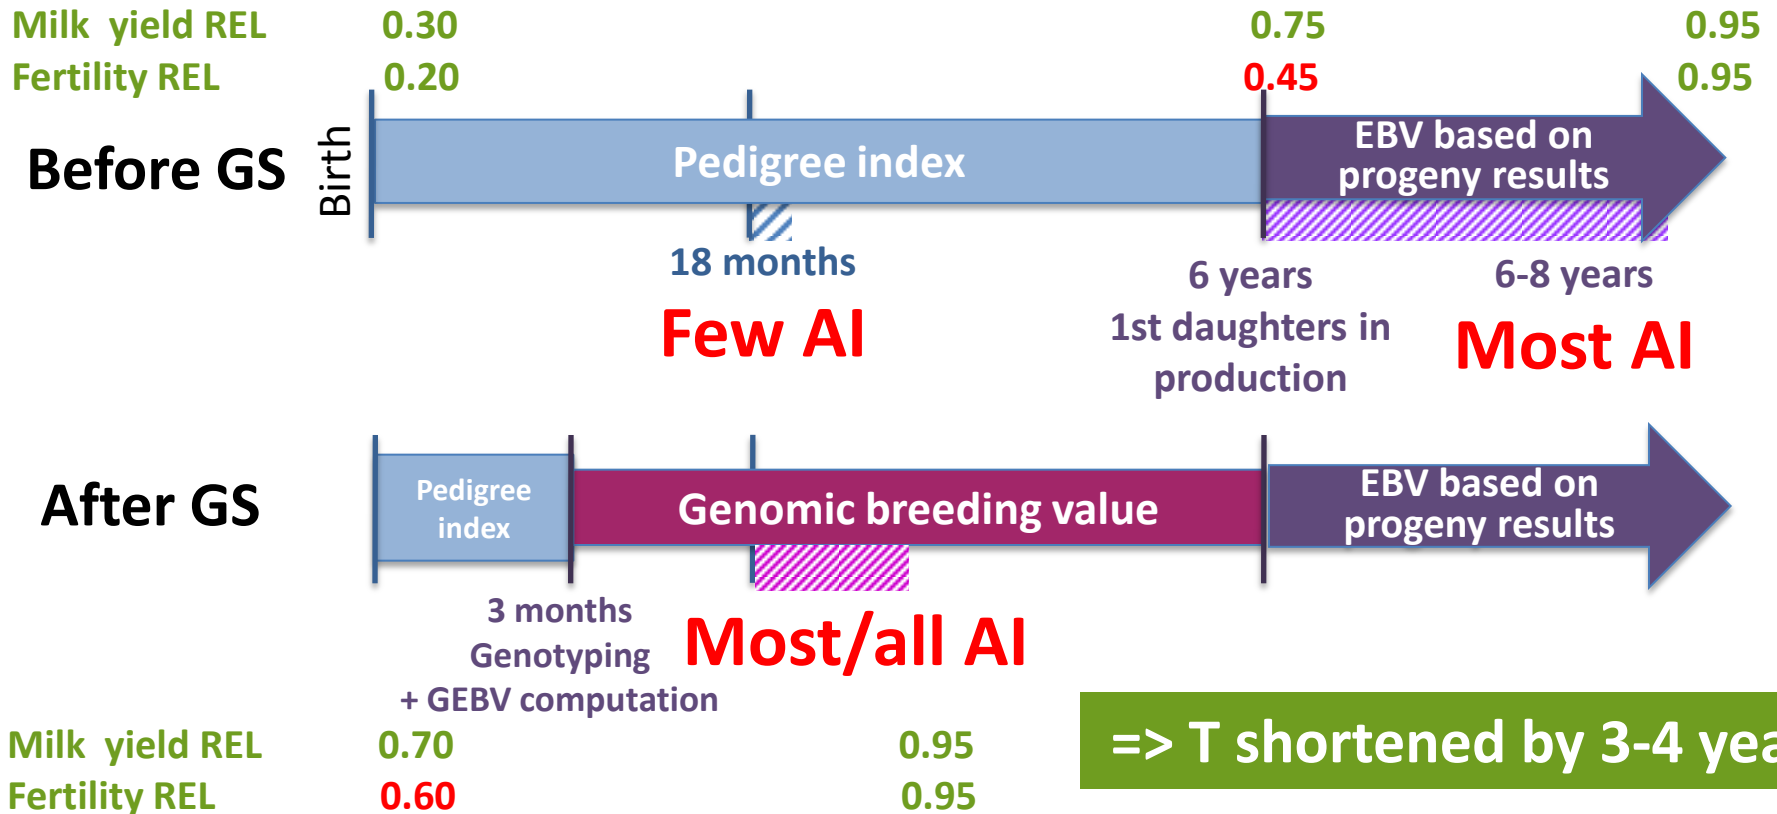 Milk yield REL 0.30 0.75 0.95
Fertility REL 0.20 0.45 0.95
Before GS
Birth
Pedigree index
EBV based on
progeny results
18 months
Few AI
6 years
1st daughters in
production
6-8 years
Most AI
After GS
Pedigree
index
Genomic breeding value
EBV based on
progeny results
3 months
Genotyping
+ GEBV computation
Most/all AI
Milk yield REL 0.70 0.95
Fertility REL 0.60 0.95
=> T shortened by 3-4 yea